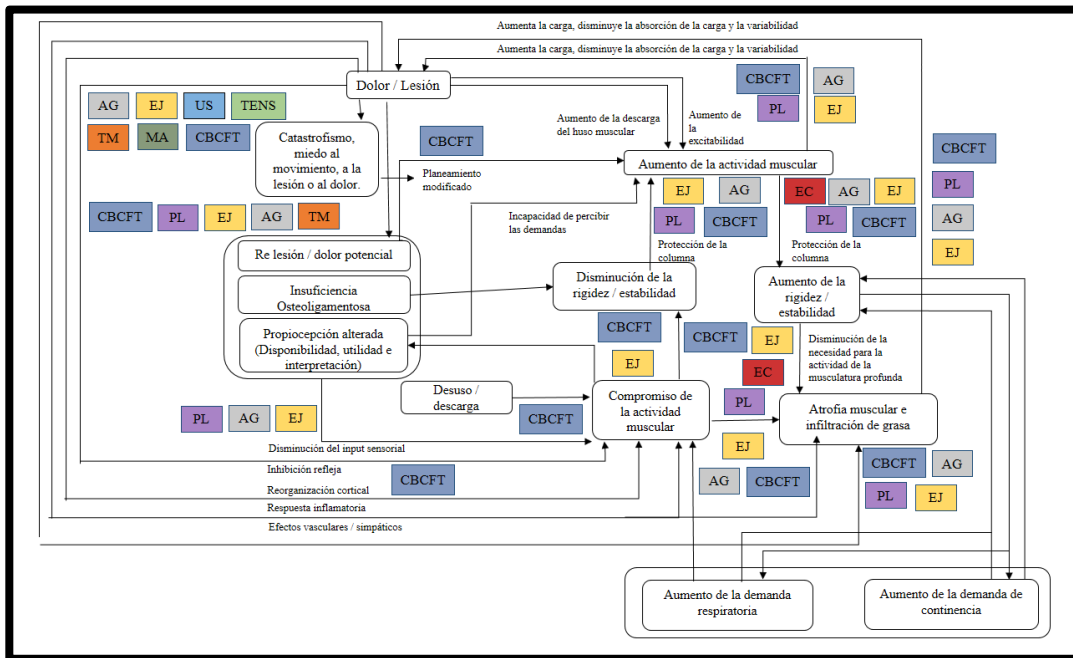 Aumenta la carga, disminuye la absorción de la carga y la variabilidad
Aumenta la carga, disminuye la absorción de la carga y la variabilidad
Dolor / Lesión
CBCFT
AG
PL
EJ
AG
EJ
US
TENS
TM
MA
CBCFT
Catastrofismo,
miedo al
movimiento, a la
lesión o al dolor.
CBCFT
Planeamiento
modificado
Aumento de la descarga
del huso muscular
Aumento de
la
excitabilidad
Aumento de la actividad muscular
CBCFT
PL
AG
EJ
CBCFT
PL
EJ
AG
TM
Incapacidad de percibir
las demandas
EJ
AG
PL
CBCFT
Protección de la
columna
EC
AG
EJ
PL
CBCFT
Protección de la
columna
Re lesión / dolor potencial
Insuficiencia
Osteoligamentosa
Propiocepción alterada
(Disponibilidad, utilidad e
interpretación)
Disminución de la
rigidez / estabilidad
Aumento de la
rigidez /
estabilidad
CBCFT
EJ
CBCFT
EJ
EC
PL
Disminución de la
necesidad para la
actividad de la
musculatura profunda
Desuso /
descarga
CBCFT
Compromiso de
la actividad
muscular
Atrofia muscular e
infiltración de grasa
PL
AG
EJ
EJ
AG
CBCFT
CBCFT
AG
PL
EJ
Disminución del input sensorial
Inhibición refleja
CBCFT
Reorganización cortical
Respuesta inflamatoria
Efectos vasculares / simpáticos
Aumento de la demanda
respiratoria
Aumento de la demanda de
continencia